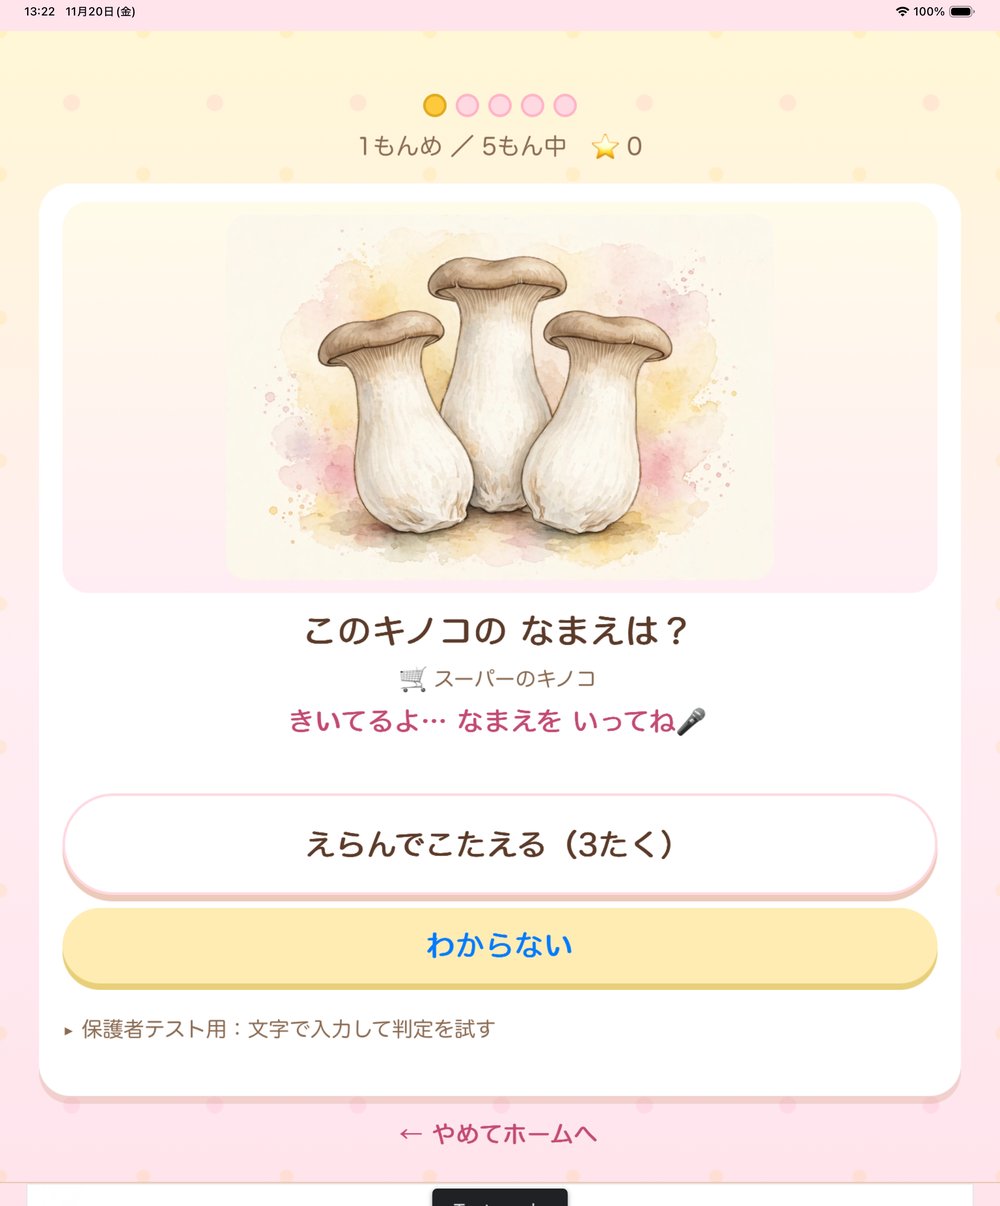 13:22 11月20日(金) 100%
1もんめ ／ 5もん中 ⭐ 0
このキノコの なまえは？
🛒 スーパーのキノコ
きいてるよ… なまえを いってね🎤
えらんでこたえる（3たく）
わからない
▸ 保護者テスト用：文字で入力して判定を試す
← やめてホームへ